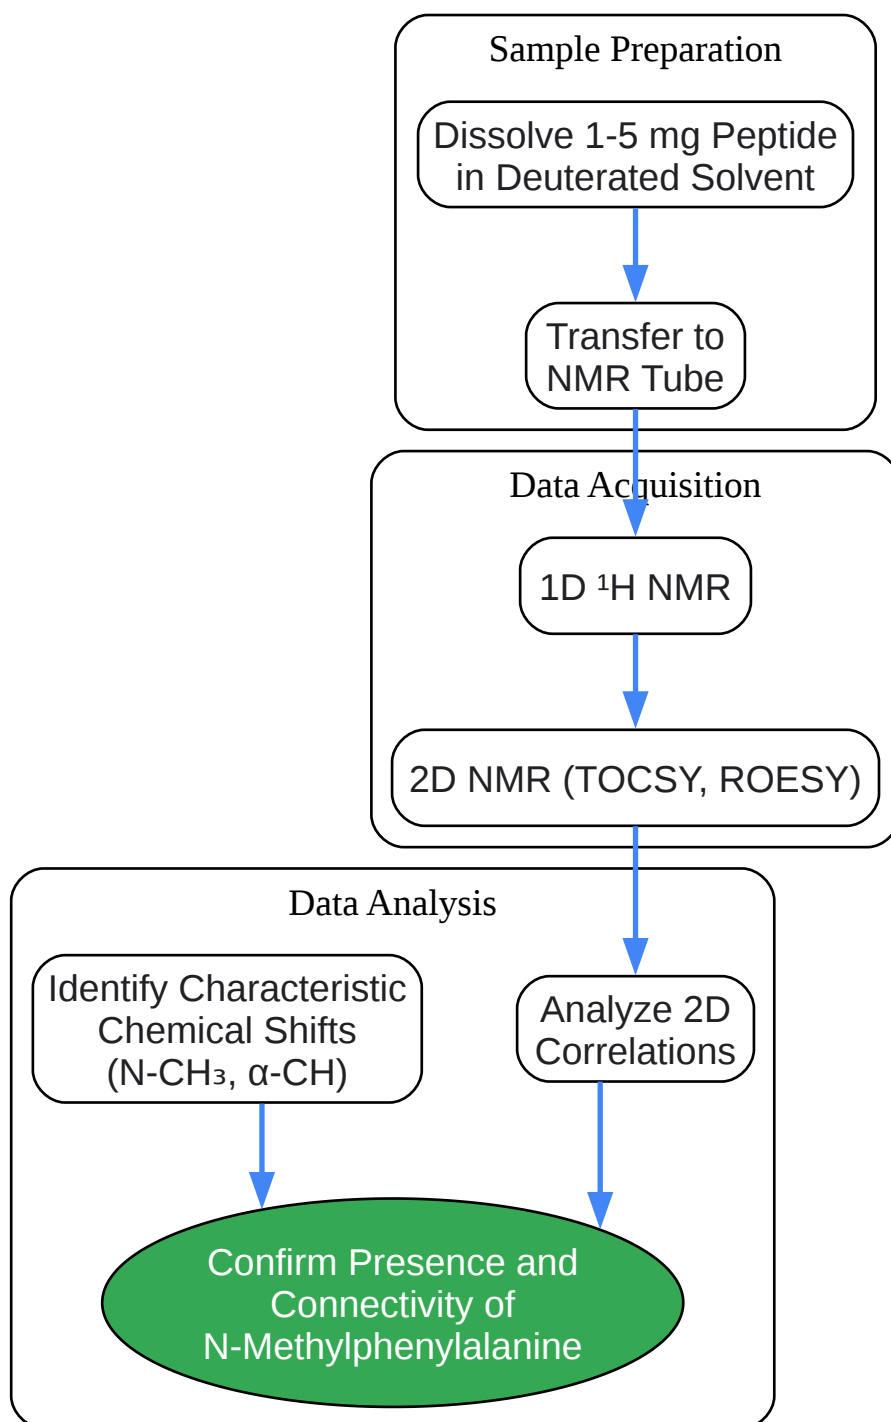 Sample Preparation
Dissolve 1-5 mg Peptide
in Deuterated Solvent
Transfer to
NMR Tube
Data Acquisition
1D ¹H NMR
2D NMR (TOCSY, ROESY)
Data Analysis
Identify Characteristic
Chemical Shifts
(N-CH₃, α-CH)
Analyze 2D
Correlations
Confirm Presence and
Connectivity of
N-Methylphenylalanine